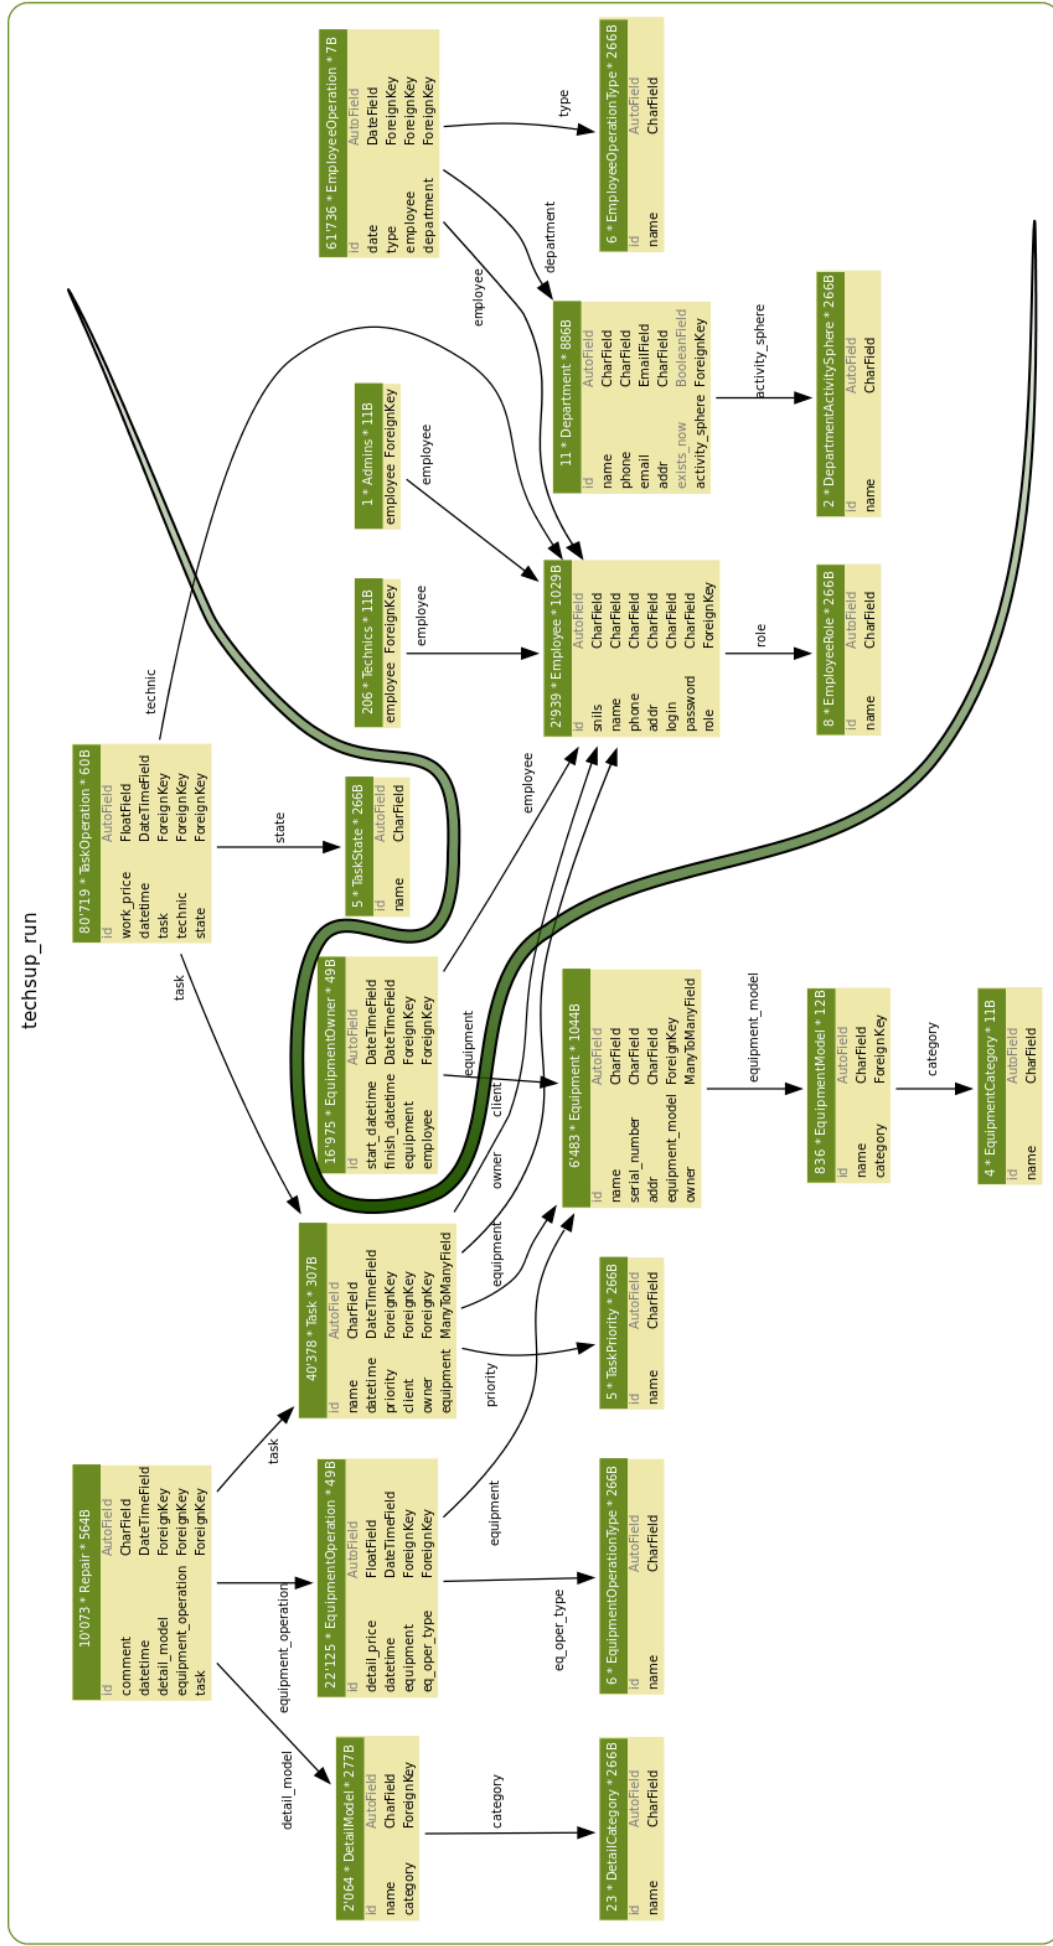 techsup_run
10'073 * Repair * 564B
id AutoField
comment CharField
datetime DateTimeField
detail_model ForeignKey
equipment_operation ForeignKey
task ForeignKey
80'719 * TaskOperation * 60B
id AutoField
work_price FloatField
datetime DateTimeField
task ForeignKey
technic ForeignKey
state ForeignKey
detail_model
equipment_operation
task
task
state
technic
2'064 * DetailModel * 277B
id AutoField
name CharField
category ForeignKey
22'125 * EquipmentOperation * 49B
id AutoField
detail_price FloatField
datetime DateTimeField
equipment ForeignKey
eq_oper_type ForeignKey
40'378 * Task * 307B
id AutoField
name CharField
datetime DateTimeField
priority ForeignKey
client ForeignKey
owner ForeignKey
equipment ManyToManyField
16'975 * EquipmentOwner * 49B
id AutoField
start_datetime DateTimeField
finish_datetime DateTimeField
equipment ForeignKey
employee ForeignKey
5 * TaskState * 266B
id AutoField
name CharField
206 * Technics * 11B
employee ForeignKey
1 * Admins * 11B
employee ForeignKey
61'736 * EmployeeOperation * 7B
id AutoField
date DateField
type ForeignKey
employee ForeignKey
department ForeignKey
category
equipment
eq_oper_type
priority
equipment
owner
client
equipment
employee
employee
employee
employee
department
type
23 * DetailCategory * 266B
id AutoField
name CharField
6 * EquipmentOperationType * 266B
id AutoField
name CharField
5 * TaskPriority * 266B
id AutoField
name CharField
6'483 * Equipment * 1044B
id AutoField
name CharField
serial_number CharField
addr CharField
equipment_model ForeignKey
owner ManyToManyField
2'939 * Employee * 1029B
id AutoField
snils CharField
name CharField
phone CharField
addr CharField
login CharField
password CharField
role ForeignKey
11 * Department * 886B
id AutoField
name CharField
phone CharField
email EmailField
addr CharField
exists_now BooleanField
activity_sphere ForeignKey
6 * EmployeeOperationType * 266B
id AutoField
name CharField
equipment_model
role
activity_sphere
836 * EquipmentModel * 12B
id AutoField
name CharField
category ForeignKey
8 * EmployeeRole * 266B
id AutoField
name CharField
2 * DepartmentActivitySphere * 266B
id AutoField
name CharField
category
4 * EquipmentCategory * 11B
id AutoField
name CharField